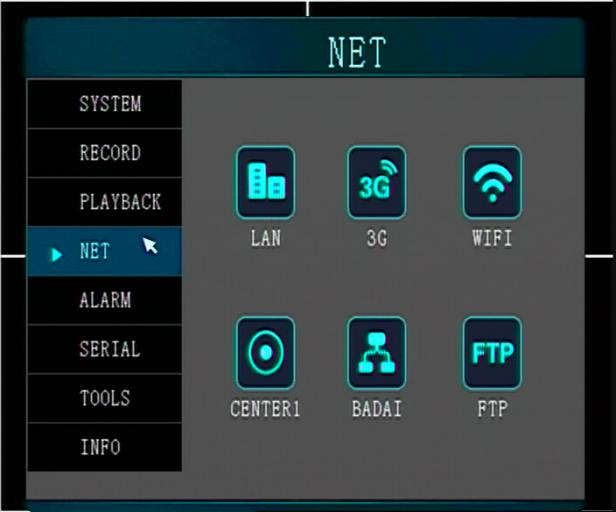 NET
SYSTEM
RECORD
PLAYBACK
NET
ALARM
SERIAL
TOOLS
INFO
LAN
3G
3G
WIFI
CENTER1
BADAI
FTP
FTP